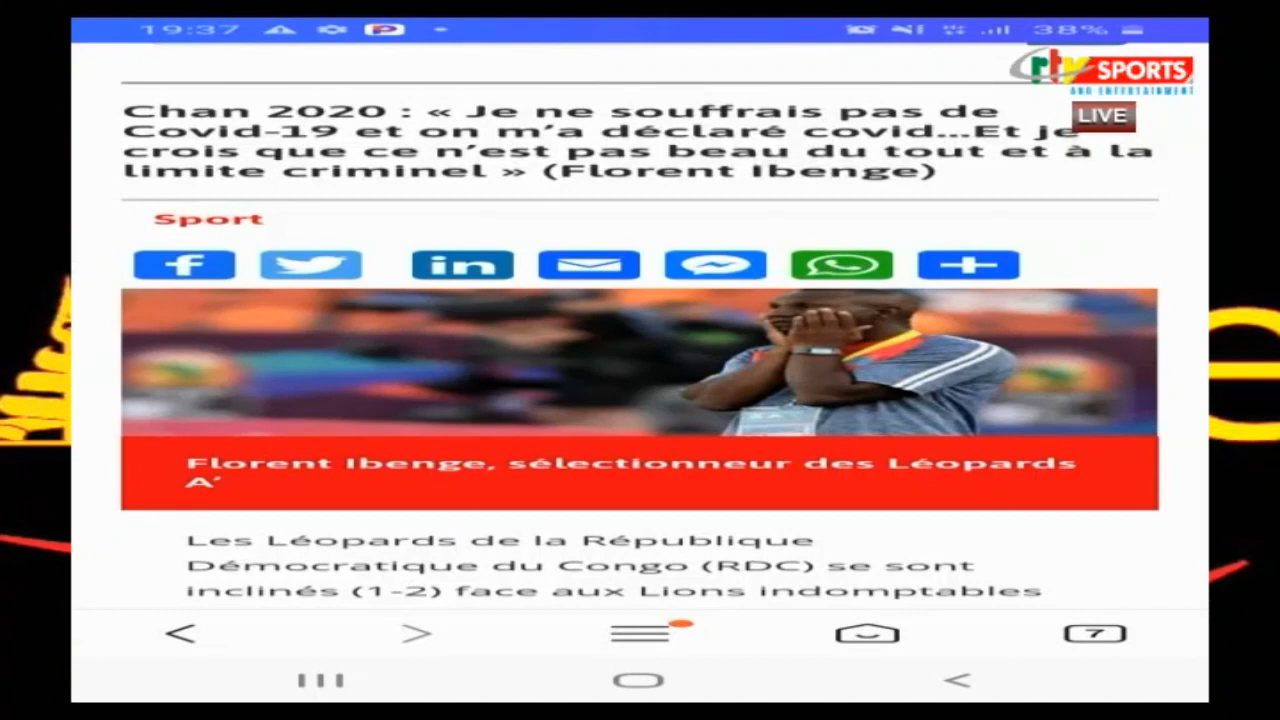 19:37
38%
rtv SPORTS
AND ENTERTAINMENT
LIVE
Chan 2020 : « Je ne souffrais pas de
Covid-19 et on m’a déclaré covid...Et je
crois que ce n’est pas beau du tout et à la
limite criminel » (Florent Ibenge)
Sport
Florent Ibenge, sélectionneur des Léopards
A’
Les Léopards de la République
Démocratique du Congo (RDC) se sont
inclinés (1-2) face aux Lions indomptables
7
e